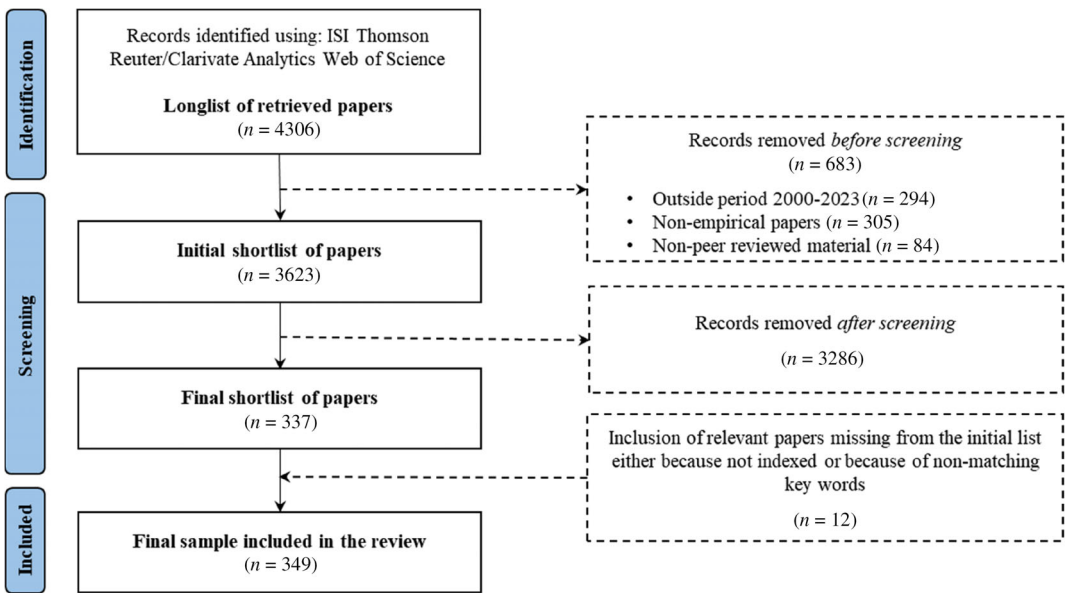 Identification
Records identified using: ISI Thomson
Reuter/Clarivate Analytics Web of Science
Longlist of retrieved papers
(n = 4306)
Records removed before screening
(n = 683)
• Outside period 2000-2023 (n = 294)
• Non-empirical papers (n = 305)
• Non-peer reviewed material (n = 84)
Screening
Initial shortlist of papers
(n = 3623)
Records removed after screening
(n = 3286)
Final shortlist of papers
(n = 337)
Inclusion of relevant papers missing from the initial list
either because not indexed or because of non-matching
key words
(n = 12)
Included
Final sample included in the review
(n = 349)